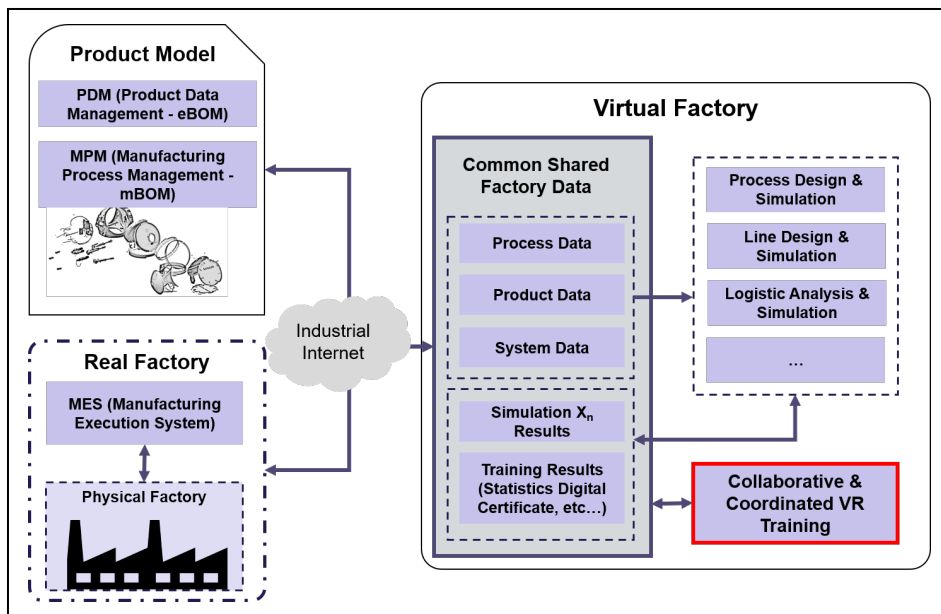 Product Model
PDM (Product Data
Management - eBOM)
MPM (Manufacturing
Process Management -
mBOM)
Real Factory
MES (Manufacturing
Execution System)
Physical Factory
Industrial
Internet
Virtual Factory
Common Shared
Factory Data
Process Data
Product Data
System Data
Simulation Xn
Results
Training Results
(Statistics Digital
Certificate, etc…)
Process Design &
Simulation
Line Design &
Simulation
Logistic Analysis &
Simulation
…
Collaborative &
Coordinated VR
Training